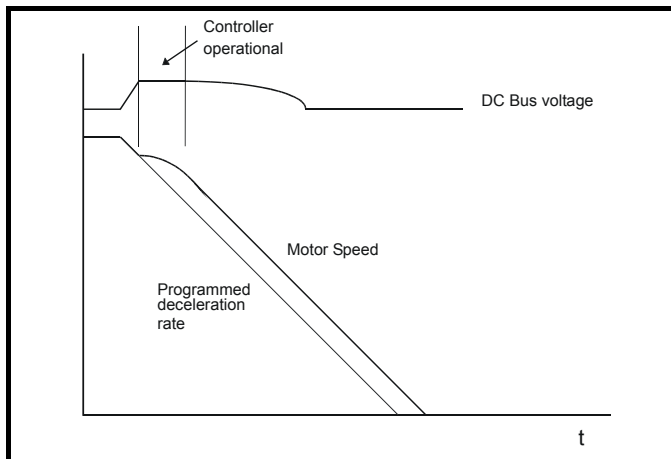 Controller
operational
DC Bus voltage
Motor Speed
Programmed
deceleration
rate
t